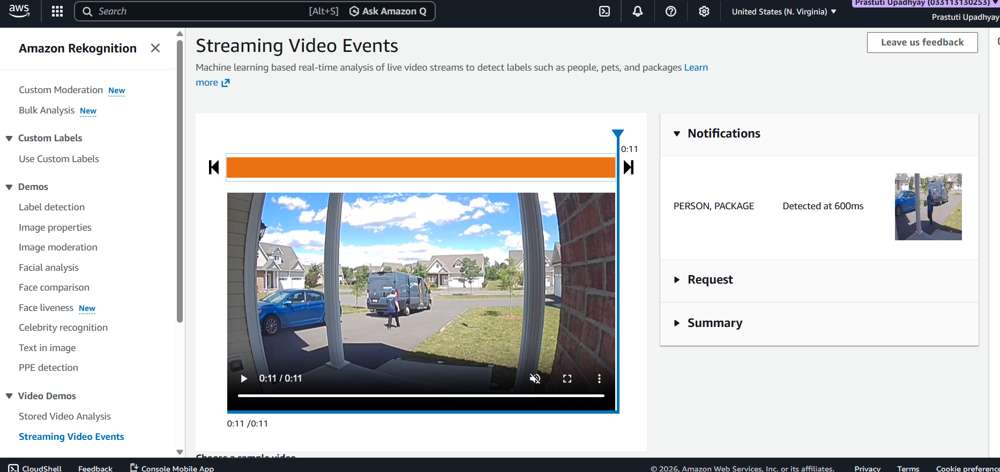 aws
Search
[Alt+S]
Ask Amazon Q
United States (N. Virginia)
Prastuti Upadhyay (033113130253)
Prastuti Upadhyay
Amazon Rekognition
Custom Moderation New
Bulk Analysis New
Custom Labels
Use Custom Labels
Demos
Label detection
Image properties
Image moderation
Facial analysis
Face comparison
Face liveness New
Celebrity recognition
Text in image
PPE detection
Video Demos
Stored Video Analysis
Streaming Video Events
Streaming Video Events
Leave us feedback
Machine learning based real-time analysis of live video streams to detect labels such as people, pets, and packages Learn
more
0:11
0:11 / 0:11
0:11 /0:11
Choose a sample video
Notifications
PERSON, PACKAGE
Detected at 600ms
Request
Summary
CloudShell
Feedback
Console Mobile App
© 2026, Amazon Web Services, Inc. or its affiliates.
Privacy
Terms
Cookie preference